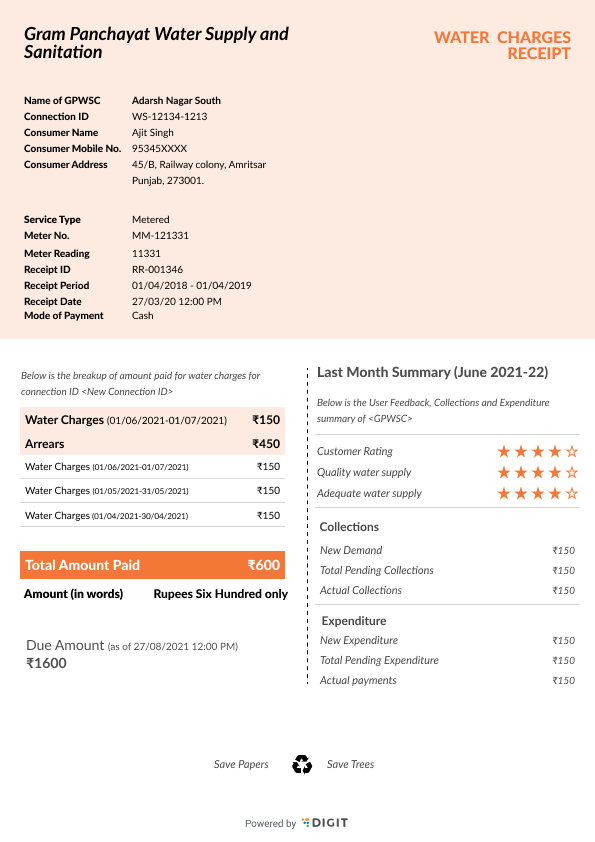 Gram Panchayat Water Supply and
Sanitation
WATER CHARGES
RECEIPT
Name of GPWSC Adarsh Nagar South
Connection ID WS-12134-1213
Consumer Name Ajit Singh
Consumer Mobile No. 95345XXXX
Consumer Address 45/B, Railway colony, Amritsar
Punjab, 273001.
Service Type Metered
Meter No. MM-121331
Meter Reading 11331
Receipt ID RR-001346
Receipt Period 01/04/2018 - 01/04/2019
Receipt Date 27/03/20 12:00 PM
Mode of Payment Cash
Below is the breakup of amount paid for water charges for
connection ID <New Connection ID>
Water Charges (01/06/2021-01/07/2021) ₹150
Arrears ₹450
Water Charges (01/06/2021-01/07/2021) ₹150
Water Charges (01/05/2021-31/05/2021) ₹150
Water Charges (01/04/2021-30/04/2021) ₹150
Total Amount Paid ₹600
Amount (in words) Rupees Six Hundred only
Due Amount (as of 27/08/2021 12:00 PM)
₹1600
Last Month Summary (June 2021-22)
Below is the User Feedback, Collections and Expenditure
summary of <GPWSC>
Customer Rating
Quality water supply
Adequate water supply
Collections
New Demand ₹150
Total Pending Collections ₹150
Actual Collections ₹150
Expenditure
New Expenditure ₹150
Total Pending Expenditure ₹150
Actual payments ₹150
Save Papers Save Trees
Powered by DIGIT